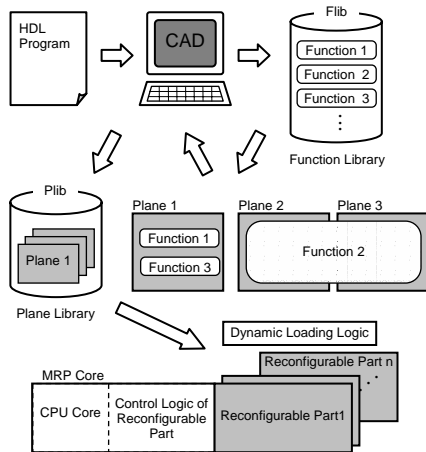 HDL
Program
CAD
Flib
Function 1
Function 2
Function 3
Function Library
Plib
Plane 1
Plane Library
Plane 1
Plane 2
Plane 3
Function 1
Function 3
Function 2
Dynamic Loading Logic
Reconfigurable Part n
MRP Core
CPU Core
Control Logic of
Reconfigurable
Part
Reconfigurable Part1